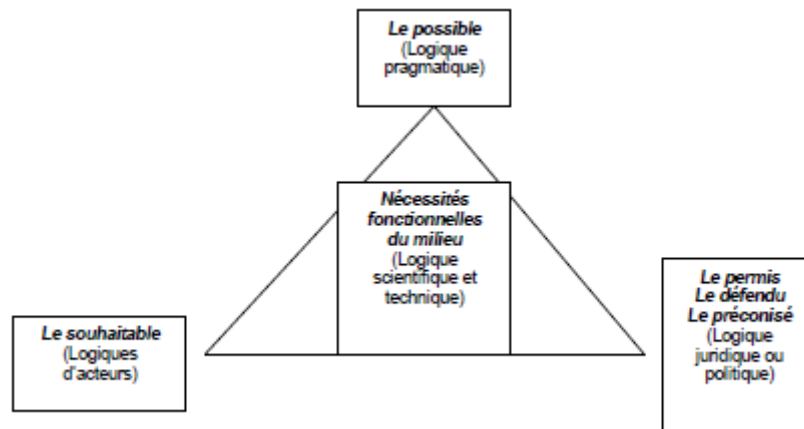 Le possible
(Logique
pragmatique)
Nécessités
fonctionnelles
du milieu
(Logique
scientifique et
technique)
Le souhaitable
(Logiques
d'acteurs)
Le permis
Le défendu
Le préconisé
(Logique
juridique ou
politique)